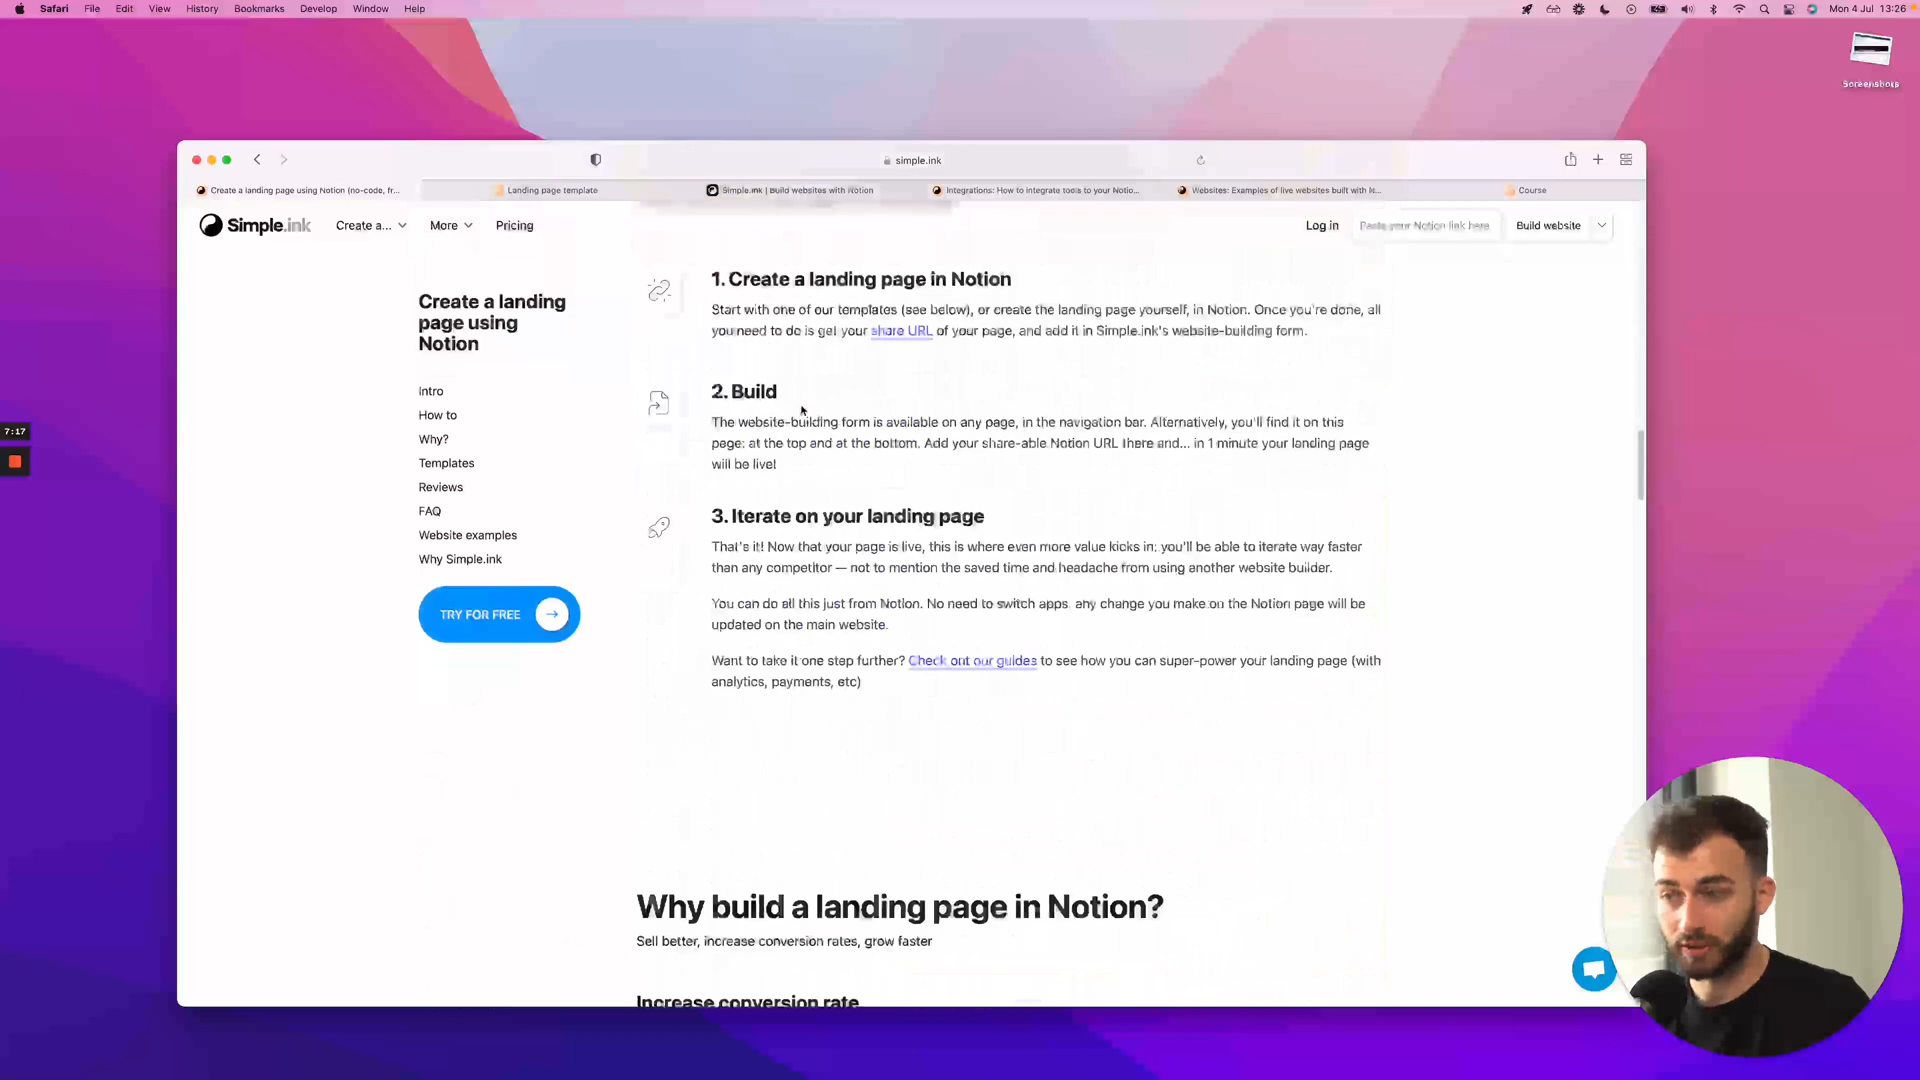 Safari File Edit View History Bookmarks Develop Window Help
Mon 4 Jul 13:26
Screenshots
simple.ink
Create a landing page using Notion (no-code, fr...
Landing page template
Simple.ink | Build websites with Notion
Integrations: How to integrate tools to your Notio...
Websites: Examples of live websites built with
Course
Simple.ink
Create a...
More
Pricing
Log in
Paste your Notion link here
Build website
7:17
Create a landing
page using
Notion
Intro
How to
Why?
Templates
Reviews
FAQ
Website examples
Why Simple.ink
TRY FOR FREE
1. Create a landing page in Notion
Start with one of our templates (see below), or create the landing page yourself, in Notion. Once you're done, all
you need to do is get your share URL of your page, and add it in Simple.ink's website-building form.
2. Build
The website-building form is available on any page, in the navigation bar. Alternatively, you'll find it on this
page: at the top and at the bottom. Add your share-able Notion URL there and... in 1 minute your landing page
will be live!
3. Iterate on your landing page
That's it! Now that your page is live, this is where even more value kicks in: you'll be able to iterate way faster
than any competitor — not to mention the saved time and headache from using another website builder.
You can do all this just from Notion. No need to switch apps, any change you make on the Notion page will be
updated on the main website.
Want to take it one step further? Check out our guides to see how you can super-power your landing page (with
analytics, payments, etc)
Why build a landing page in Notion?
Sell better, increase conversion rates, grow faster
Increase conversion rate